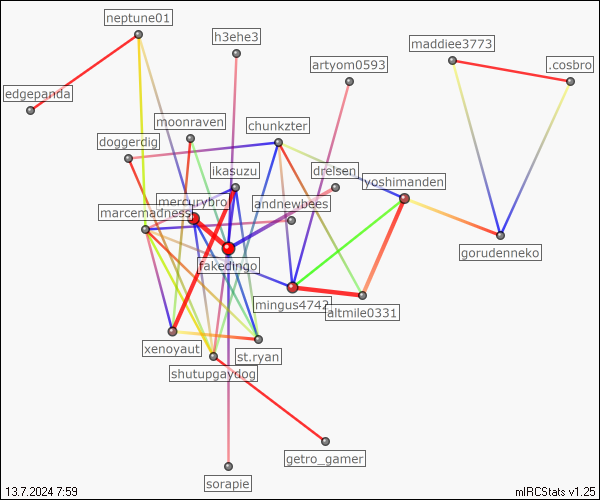 neptune01
h3ehe3
maddiee3773
artyom0593
.cosbro
edgepanda
moonraven
chunkzter
doggerdig
ikasuzu
drelsen
ryoshimanden
mercurybro
andnewbees
marcemadness
gorudenneko
fakedingo
mingus4742
altmile0331
xenoyaut
st.ryan
shutupgaydog
getro_gamer
sorapie
13.7.2024 7:59
mIRCStats v1.25